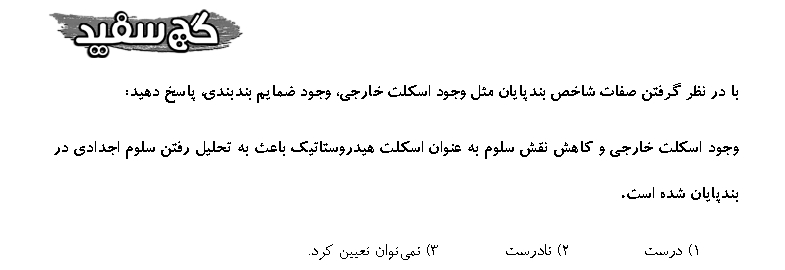 گچ سفید
با در نظر گرفتن صفات شاخص بندپایان مثل وجود اسکلت خارجی، وجود ضمایم بندبندی، پاسخ دهید:
وجود اسکلت خارجی و کاهش نقش سلوم به عنوان اسکلت هیدروستاتیک باعث به تحلیل رفتن سلوم اجدادی در
بندپایان شده است.
۱) درست ۲) نادرست ۳) نمی‌توان تعیین کرد.